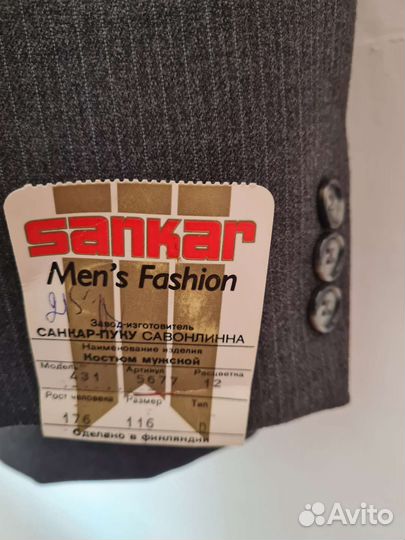 sankar
Men's Fashion
Завод-изготовитель
САНКАР-ПУКУ САВОНЛИННА
Наименование изделия
Костюм мужской
Модель Артикул Расцветка
431 5677 12
Рост человека Размер Тип
176 116 D
Сделано в финляндии
Avito